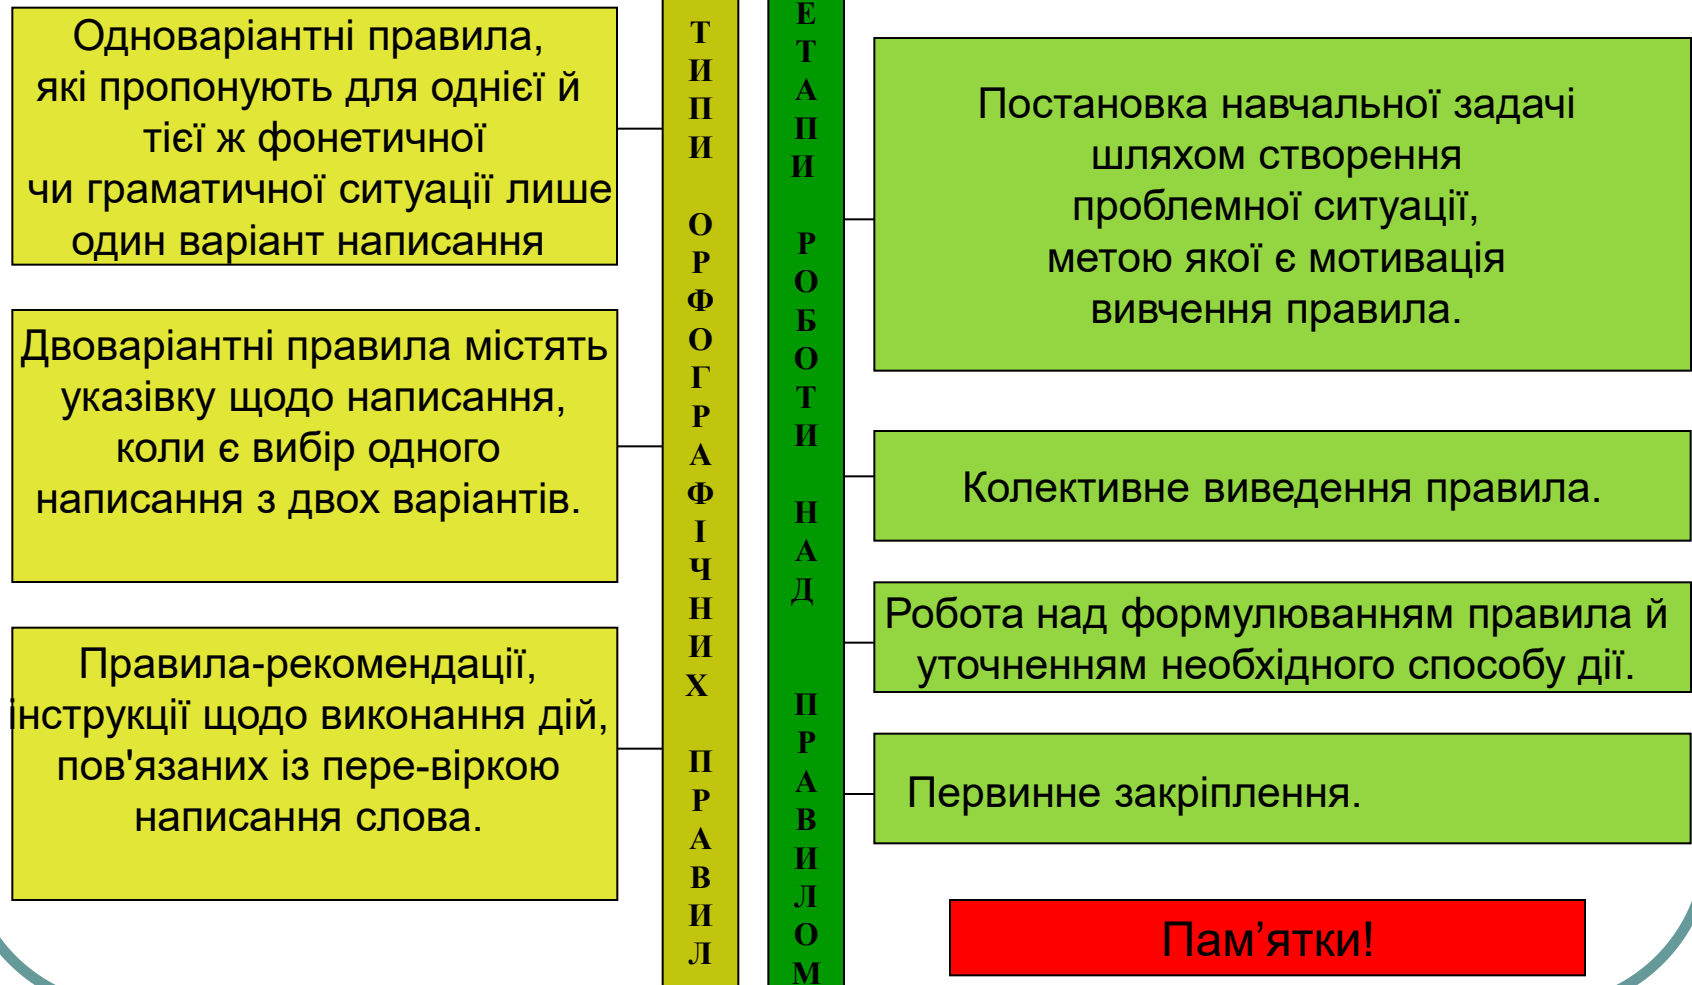 Одноваріантні правила,
які пропонують для однієї й
тієї ж фонетичної
чи граматичної ситуації лише
один варіант написання
Двоваріантні правила містять
указівку щодо написання,
коли є вибір одного
написання з двох варіантів.
Правила-рекомендації,
інструкції щодо виконання дій,
пов'язаних із пере-віркою
написання слова.
ТИПИ ОРФОГРАФІЧНИХ ПРАВИЛ
ЕТАПИ РОБОТИ НАД ПРАВИЛОМ
Постановка навчальної задачі
шляхом створення
проблемної ситуації,
метою якої є мотивація
вивчення правила.
Колективне виведення правила.
Робота над формулюванням правила й
уточненням необхідного способу дії.
Первинне закріплення.
Пам’ятки!